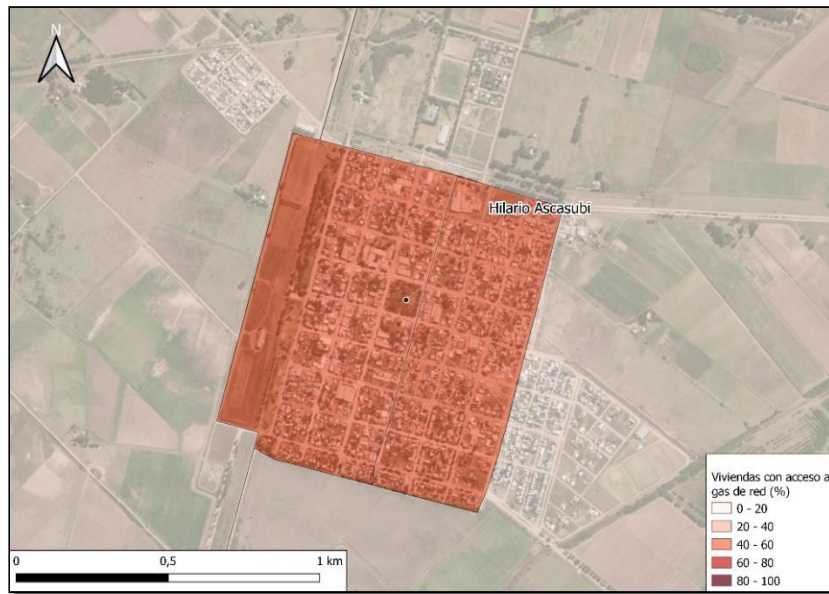 N
Hilario Ascasubi
Viviendas con acceso a
gas de red (%)
0 - 20
20 - 40
40 - 60
60 - 80
80 - 100
0 0,5 1 km